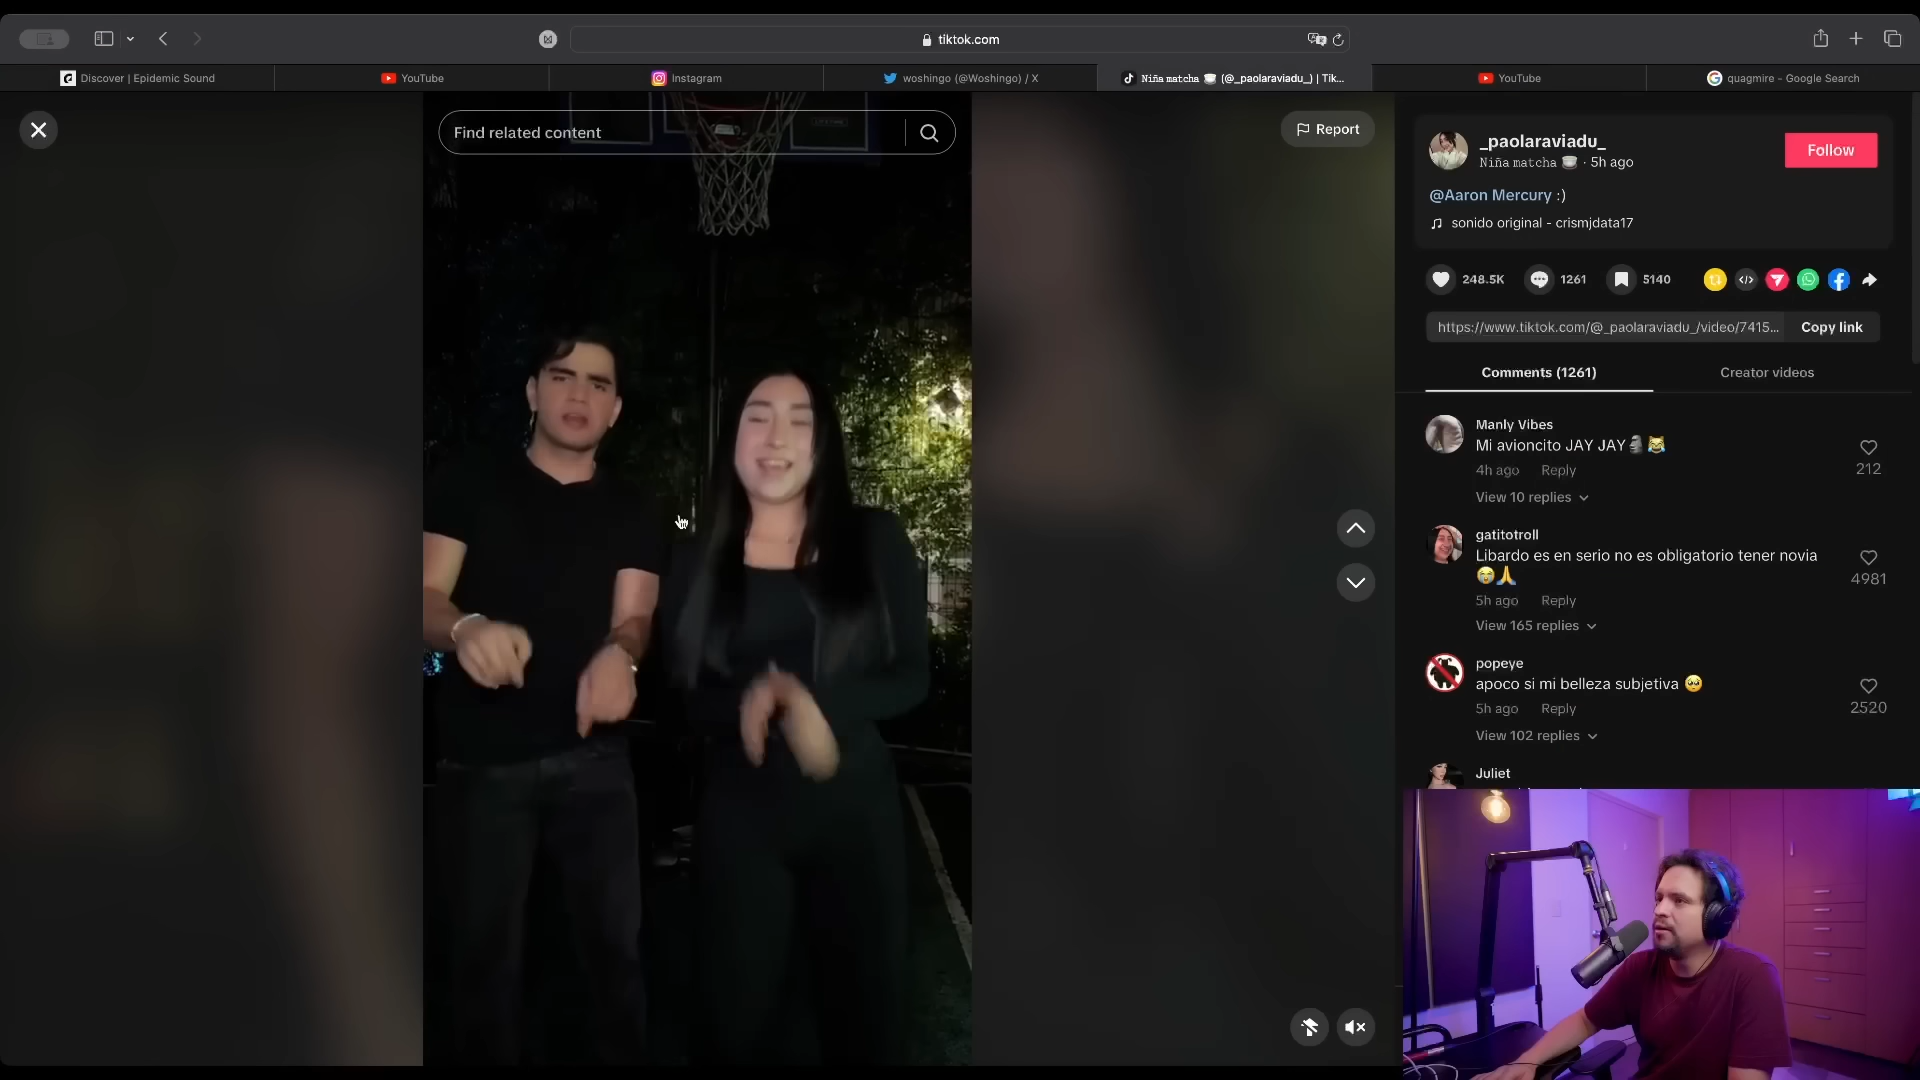 tiktok.com
Discover | Epidemic Sound
YouTube
Instagram
woshingo (@Woshingo) / X
Niña matcha 🍵 (@_paolaraviadu_) | Tik...
YouTube
quagmire - Google Search
Find related content
Report
_paolaraviadu_
Niña matcha 🍵 · 5h ago
Follow
@Aaron Mercury :)
sonido original - crismjdata17
248.5K
1261
5140
https://www.tiktok.com/@_paolaraviadu_/video/7415...
Copy link
Comments (1261)
Creator videos
Manly Vibes
Mi avioncito JAY JAY🗿😹
4h ago Reply
212
View 10 replies
gatitotroll
Libardo es en serio no es obligatorio tener novia
😭🙏
4981
5h ago Reply
View 165 replies
popeye
apoco si mi belleza subjetiva 🥺
2520
5h ago Reply
View 102 replies
Juliet